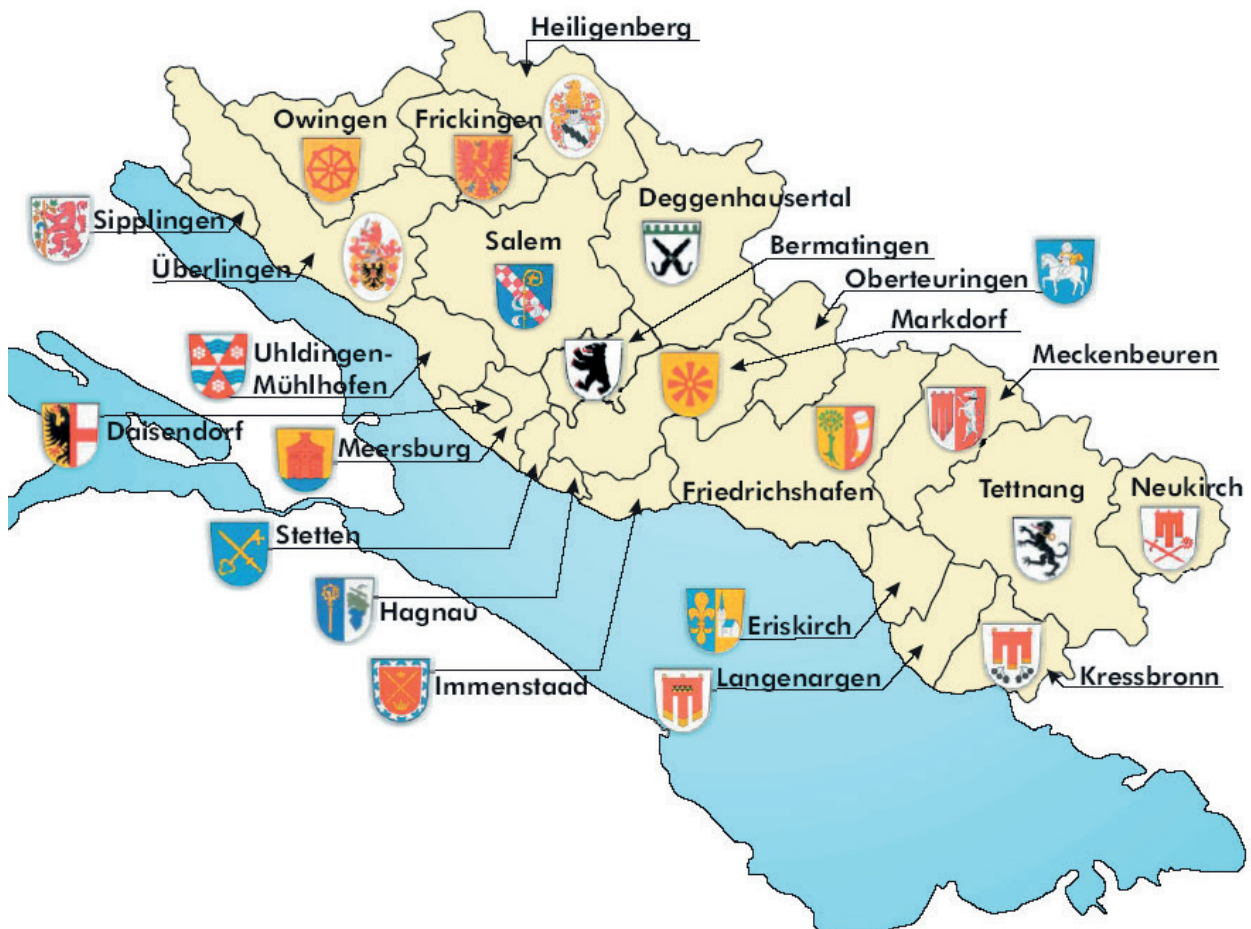 Heiligenberg
Owingen
Frickingen
Deggenhausertal
Sipplingen
Salem
Bermatingen
Überlingen
Oberteuringen
Markdorf
Uhldingen-
Mühlhofen
Meckenbeuren
Daisendorf
Meersburg
Friedrichshafen
Tettnang
Neukirch
Stetten
Hagnau
Eriskirch
Immenstaad
Langenargen
Kressbronn